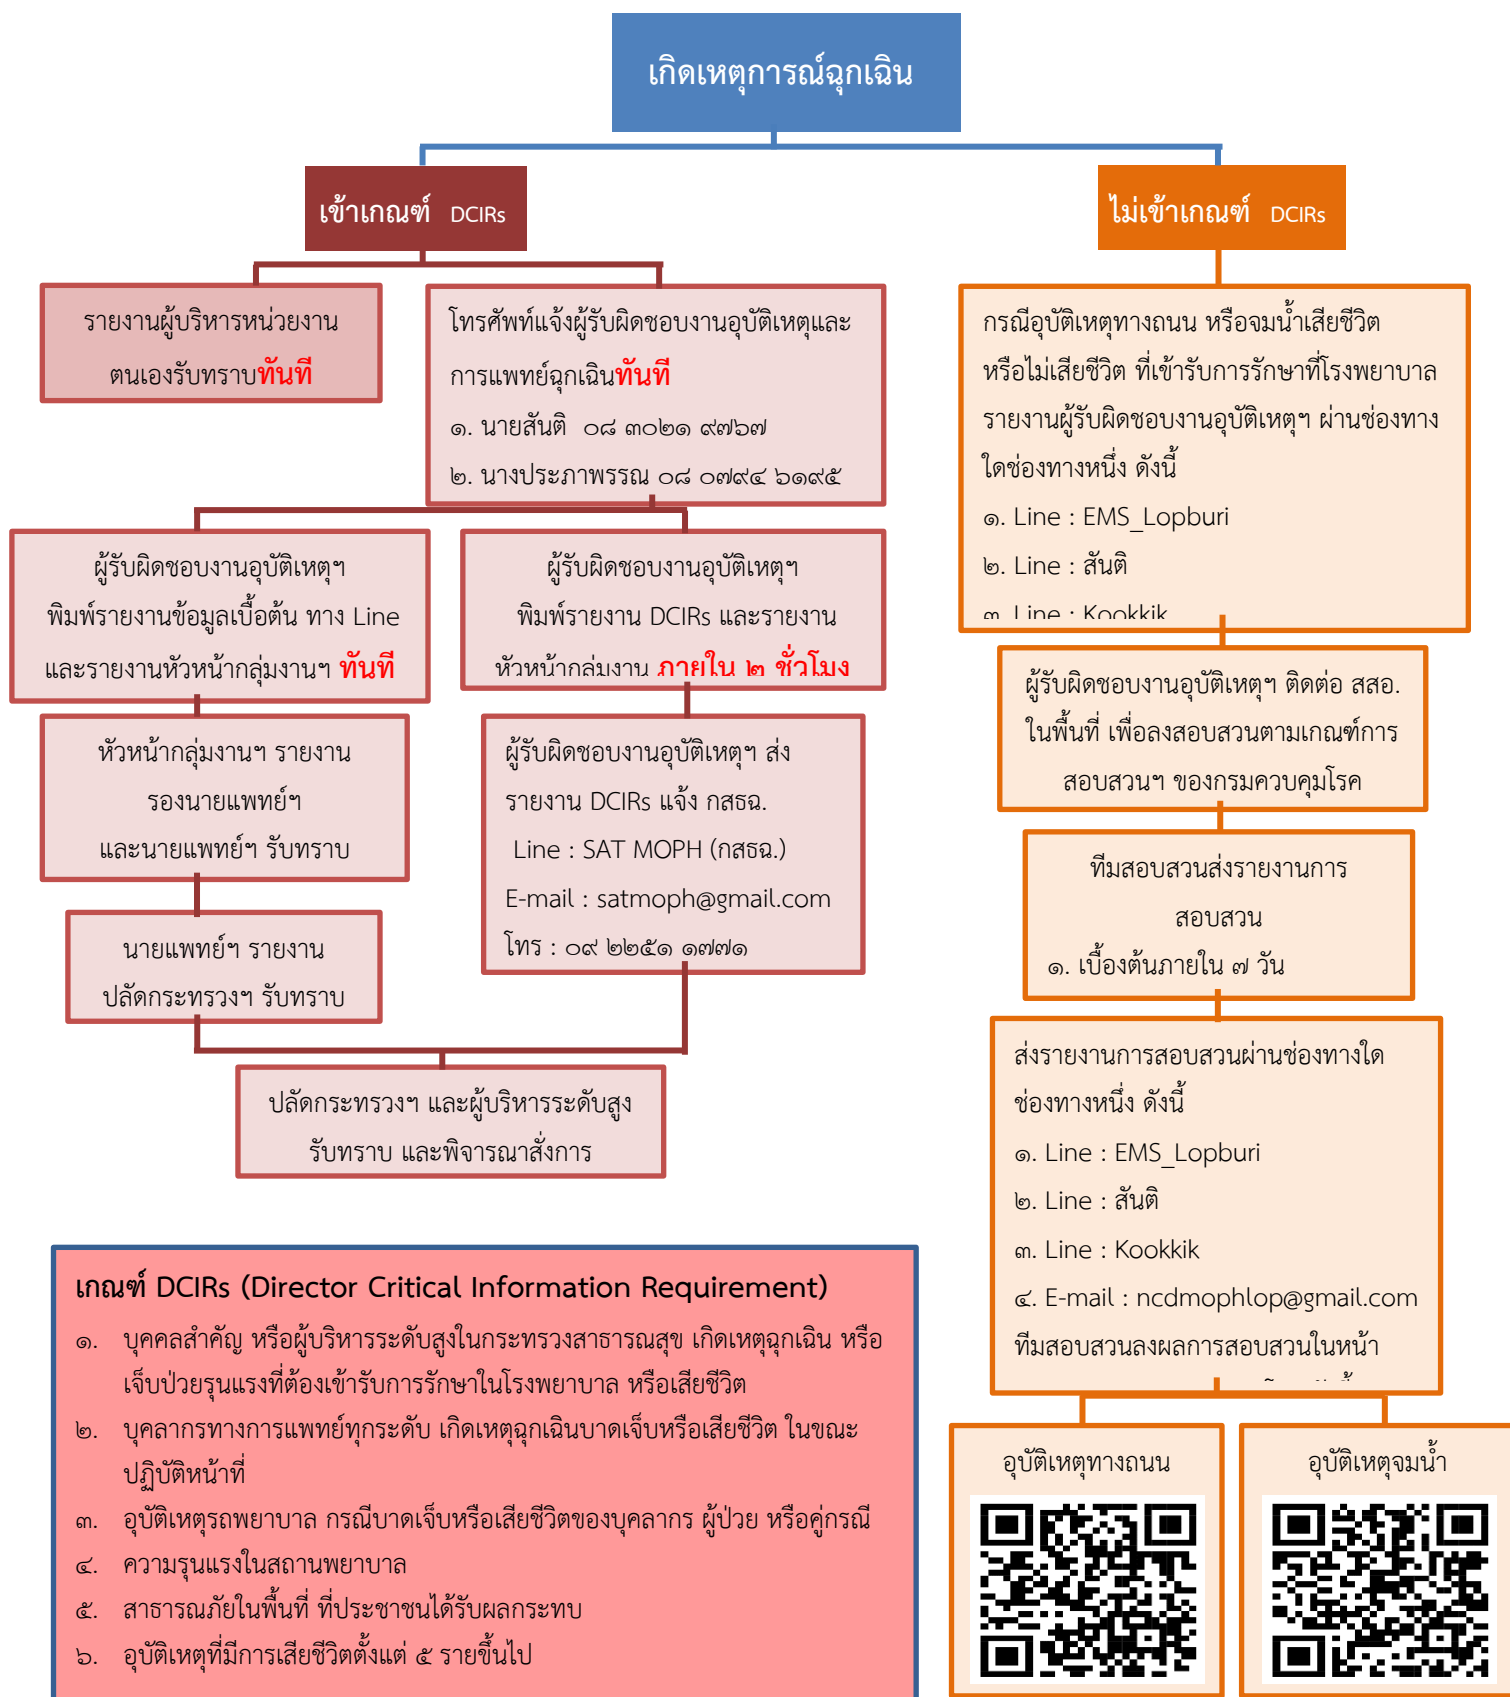 เกิดเหตุการณ์ฉุกเฉิน
เข้าเกณฑ์ DCIRs
ไม่เข้าเกณฑ์ DCIRs
รายงานผู้บริหารหน่วยงาน
ตนเองรับทราบทันที
โทรศัพท์แจ้งผู้รับผิดชอบงานอุบัติเหตุและ
การแพทย์ฉุกเฉินทันที
๑. นายสันติ ๐๘ ๓๐๒๑ ๙๗๖๗
๒. นางประภาพรรณ ๐๘ ๐๗๙๔ ๖๑๙๕
ผู้รับผิดชอบงานอุบัติเหตุฯ
พิมพ์รายงานข้อมูลเบื้อต้น ทาง Line
และรายงานหัวหน้ากลุ่มงานฯ ทันที
ผู้รับผิดชอบงานอุบัติเหตุฯ
พิมพ์รายงาน DCIRs และรายงาน
หัวหน้ากลุ่มงาน ภายใน ๒ ชั่วโมง
หัวหน้ากลุ่มงานฯ รายงาน
รองนายแพทย์ฯ
และนายแพทย์ฯ รับทราบ
ผู้รับผิดชอบงานอุบัติเหตุฯ ส่ง
รายงาน DCIRs แจ้ง กสธฉ.
Line : SAT MOPH (กสธฉ.)
E-mail : satmoph@gmail.com
โทร : ๐๙ ๒๒๕๑ ๑๗๗๑
นายแพทย์ฯ รายงาน
ปลัดกระทรวงฯ รับทราบ
ปลัดกระทรวงฯ และผู้บริหารระดับสูง
รับทราบ และพิจารณาสั่งการ
กรณีอุบัติเหตุทางถนน หรือจมน้ำเสียชีวิต
หรือไม่เสียชีวิต ที่เข้ารับการรักษาที่โรงพยาบาล
รายงานผู้รับผิดชอบงานอุบัติเหตุฯ ผ่านช่องทาง
ใดช่องทางหนึ่ง ดังนี้
๑. Line : EMS_Lopburi
๒. Line : สันติ
๓. Line : Kookkik
ผู้รับผิดชอบงานอุบัติเหตุฯ ติดต่อ สสอ.
ในพื้นที่ เพื่อลงสอบสวนตามเกณฑ์การ
สอบสวนฯ ของกรมควบคุมโรค
ทีมสอบสวนส่งรายงานการ
สอบสวน
๑. เบื้องต้นภายใน ๗ วัน
ส่งรายงานการสอบสวนผ่านช่องทางใด
ช่องทางหนึ่ง ดังนี้
๑. Line : EMS_Lopburi
๒. Line : สันติ
๓. Line : Kookkik
๔. E-mail : ncdmophlop@gmail.com
ทีมสอบสวนลงผลการสอบสวนในหน้า
อุบัติเหตุทางถนน
อุบัติเหตุจมน้ำ
เกณฑ์ DCIRs (Director Critical Information Requirement)
๑. บุคคลสำคัญ หรือผู้บริหารระดับสูงในกระทรวงสาธารณสุข เกิดเหตุฉุกเฉิน หรือ
เจ็บป่วยรุนแรงที่ต้องเข้ารับการรักษาในโรงพยาบาล หรือเสียชีวิต
๒. บุคลากรทางการแพทย์ทุกระดับ เกิดเหตุฉุกเฉินบาดเจ็บหรือเสียชีวิต ในขณะ
ปฏิบัติหน้าที่
๓. อุบัติเหตุรถพยาบาล กรณีบาดเจ็บหรือเสียชีวิตของบุคลากร ผู้ป่วย หรือคู่กรณี
๔. ความรุนแรงในสถานพยาบาล
๕. สาธารณภัยในพื้นที่ ที่ประชาชนได้รับผลกระทบ
๖. อุบัติเหตุที่มีการเสียชีวิตตั้งแต่ ๕ รายขึ้นไป